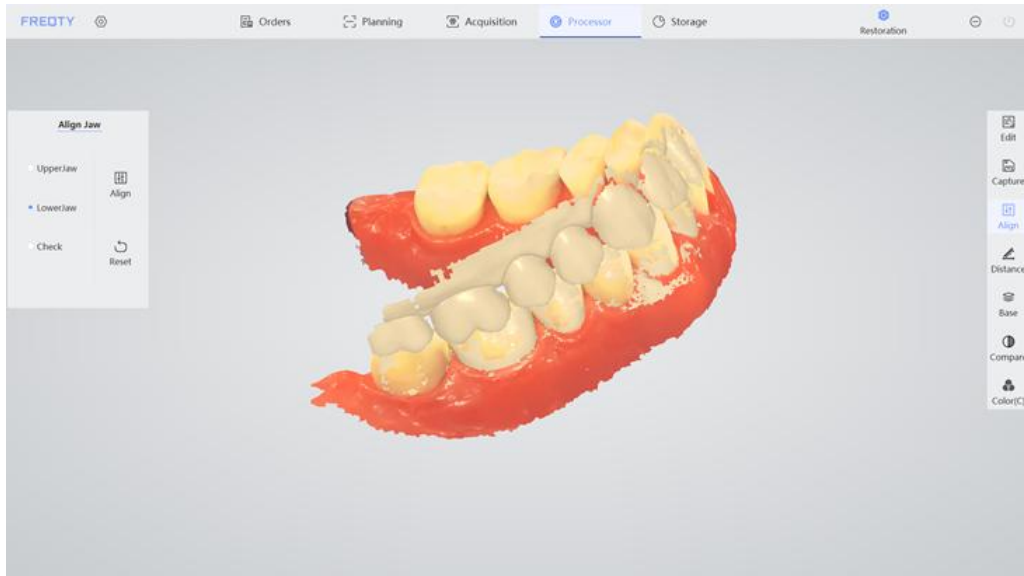 FREQTY
Orders
Planning
Acquisition
Processor
Storage
Restoration
Align Jaw
UpperJaw
LowerJaw
Check
Align
Reset
Edit
Capture
Align
Distance
Base
Compare
Color(C)